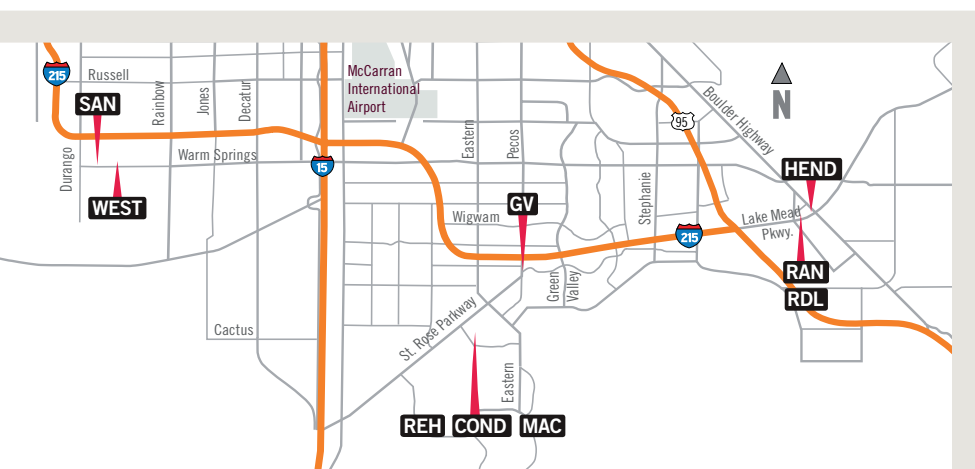 215
Russell
SAN
Rainbow
Jones
Decatur
McCarran
International
Airport
95
Boulder Highway
N
Durango
Warm Springs
15
Eastern
Pecos
HEND
WEST
Wigwam
GV
Stephanie
Lake Mead
Pkwy.
215
RAN
RDL
Green
Valley
Cactus
St. Rose Parkway
Eastern
REH
COND
MAC